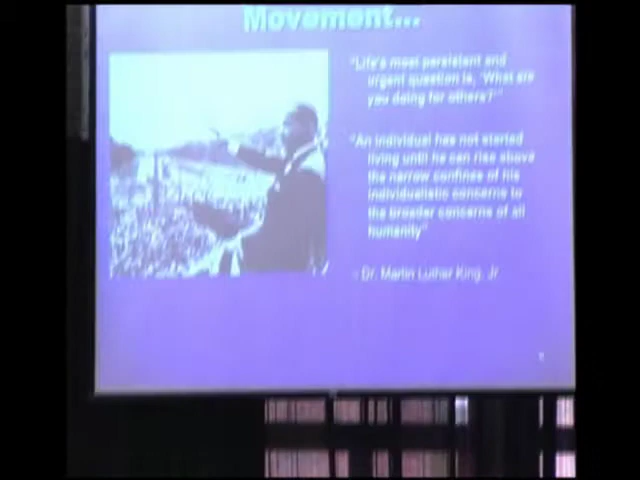 Movement...
"Life's most persistent and
urgent question is, 'What are
you doing for others?'"
"An individual has not started
living until he can rise above
the narrow confines of his
individualistic concerns to
the broader concerns of all
humanity"
- Dr. Martin Luther King, Jr